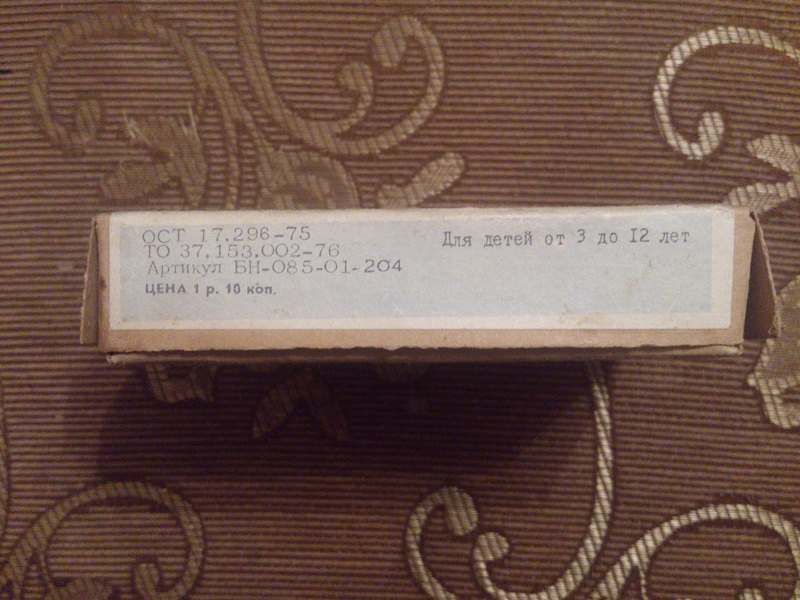 ОСТ 17.296-75
ТО 37.153.002-76
Артикул БН-085-01-204
ЦЕНА 1 р. 10 коп.
Для детей от 3 до I2 лет